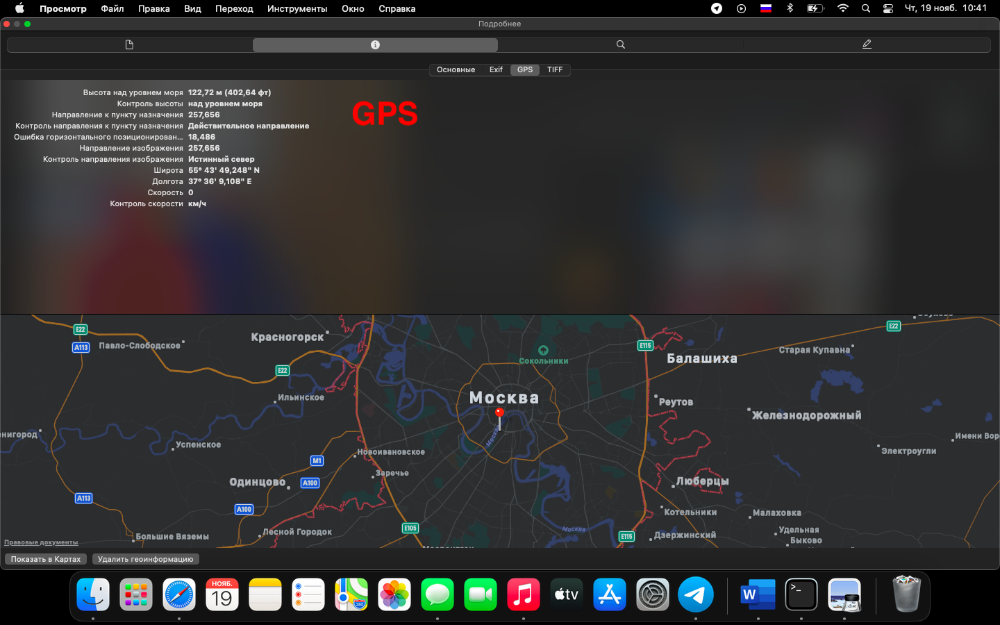 Просмотр Файл Правка Вид Переход Инструменты Окно Справка Чт, 19 нояб. 10:41
Подробнее
Основные Exif GPS TIFF
Высота над уровнем моря 122,72 м (402,64 фт)
Контроль высоты над уровнем моря
Направление к пункту назначения 257,656
Контроль направления к пункту назначения Действительное направление
Ошибка горизонтального позиционирован... 18,486
Направление изображения 257,656
Контроль направления изображения Истинный север
Широта 55° 43' 49,248" N
Долгота 37° 36' 9,108" E
Скорость 0
Контроль скорости км/ч
GPS
E22
E22
Красногорск
A113
Павло-Слободское
E115
Старая Купавна
Сокольники
Балашиха
E22
Ильинское
Москва
Реутов
Железнодорожный
енигород
Москва
Имени Воро
Успенское
Новоивановское
Электроугли
M1
Заречье
Одинцово
A100
Люберцы
A113
A100
Котельники
Малаховка
E105
Москва
Большие Вяземы
Лесной Городок
E115
Дзержинский
Удельная
Быково
Правовые документы
Показать в Картах Удалить геоинформацию
НОЯБ.
19
280
tv
W
>_